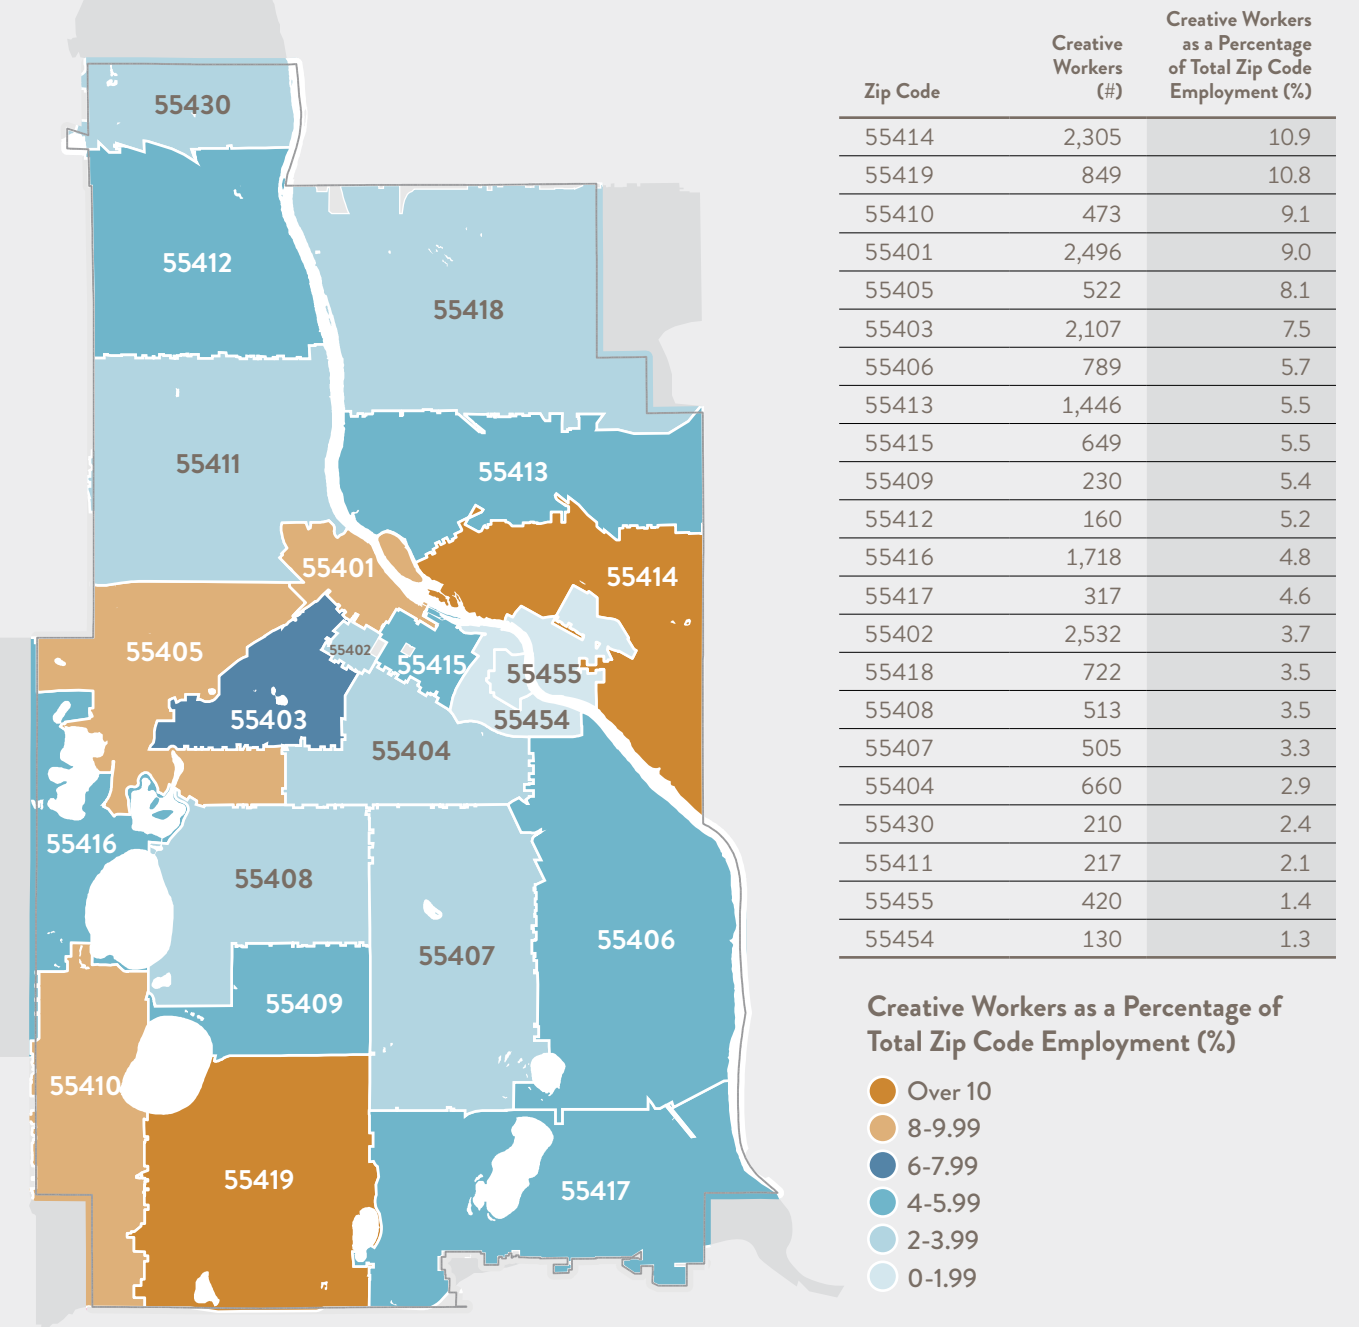 55430
55412
55418
55411
55413
55401
55414
55405
55402
55415
55455
55403
55454
55404
55416
55408
55406
55407
55409
55410
55419
55417
Zip Code
Creative
Workers
(#)
Creative Workers
as a Percentage
of Total Zip Code
Employment (%)
55414 2,305 10.9
55419 849 10.8
55410 473 9.1
55401 2,496 9.0
55405 522 8.1
55403 2,107 7.5
55406 789 5.7
55413 1,446 5.5
55415 649 5.5
55409 230 5.4
55412 160 5.2
55416 1,718 4.8
55417 317 4.6
55402 2,532 3.7
55418 722 3.5
55408 513 3.5
55407 505 3.3
55404 660 2.9
55430 210 2.4
55411 217 2.1
55455 420 1.4
55454 130 1.3
Creative Workers as a Percentage of
Total Zip Code Employment (%)
Over 10
8-9.99
6-7.99
4-5.99
2-3.99
0-1.99